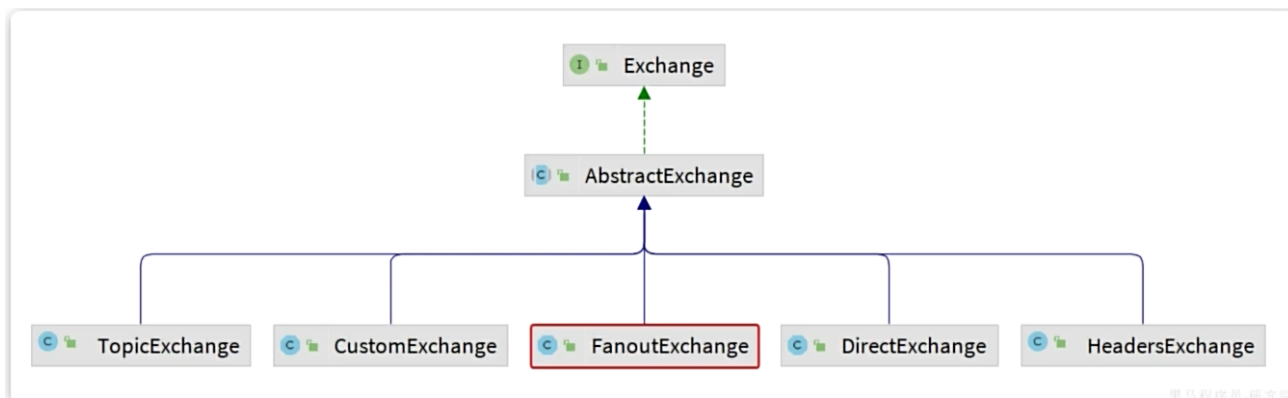 Exchange
AbstractExchange
TopicExchange
CustomExchange
FanoutExchange
DirectExchange
HeadersExchange